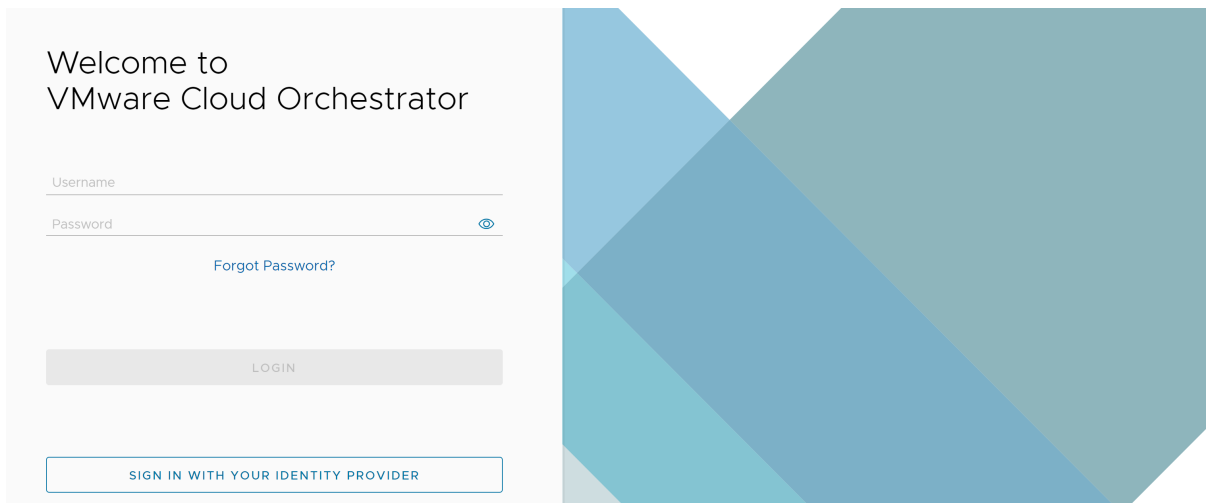 Welcome to
VMware Cloud Orchestrator
Username
Password
Forgot Password?
LOGIN
SIGN IN WITH YOUR IDENTITY PROVIDER